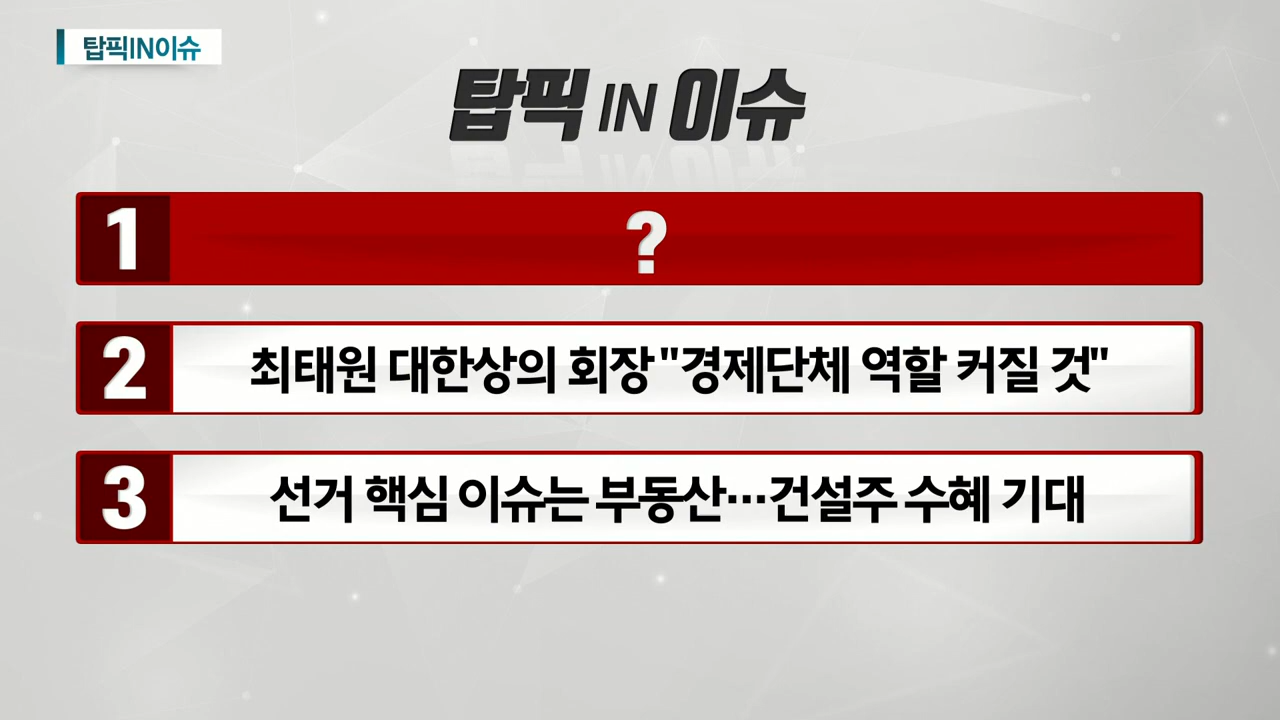 탑픽IN이슈
탑픽 IN 이슈
1 ?
2 최태원 대한상의 회장 "경제단체 역할 커질 것"
3 선거 핵심 이슈는 부동산…건설주 수혜 기대